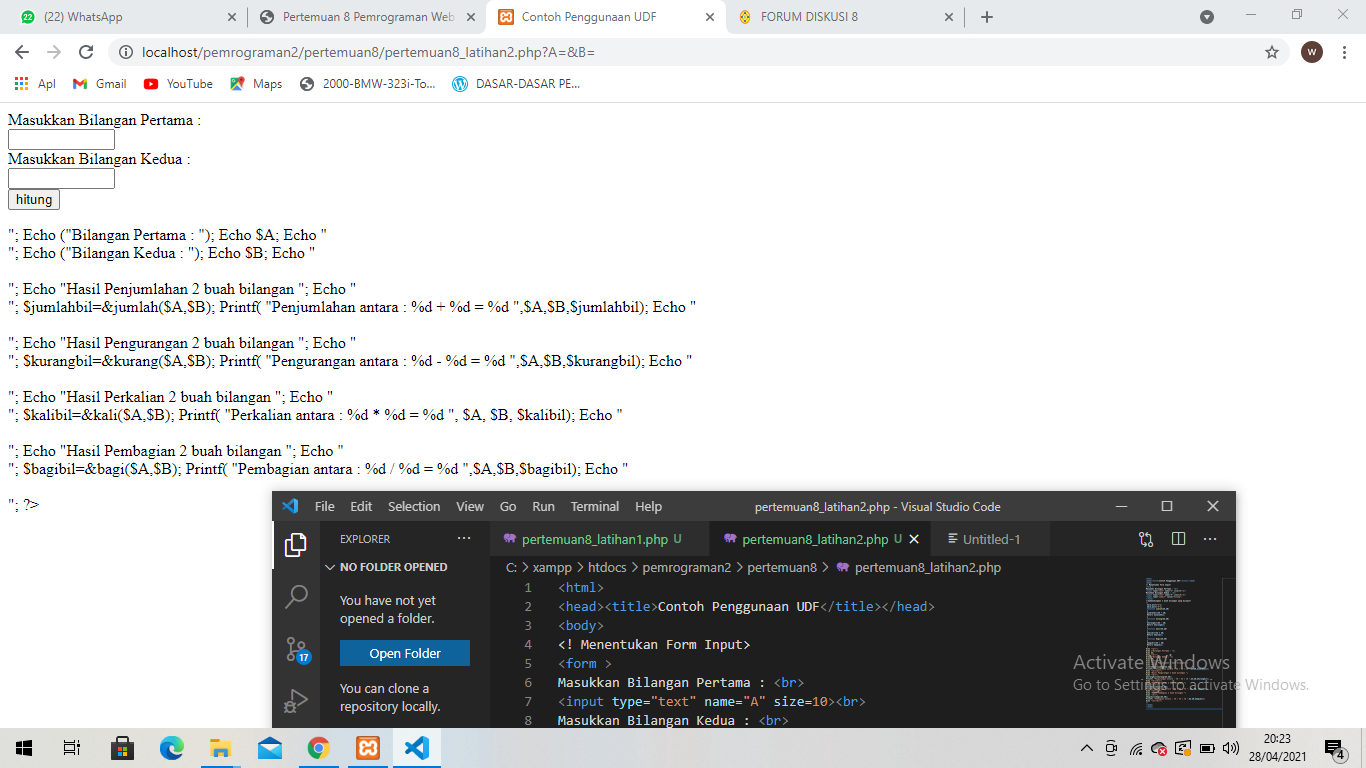 (22) WhatsApp
Pertemuan 8 Pemrograman Web
Contoh Penggunaan UDF
FORUM DISKUSI 8
localhost/pemrograman2/pertemuan8/pertemuan8_latihan2.php?A=&B=
W
Apl
Gmail
YouTube
Maps
2000-BMW-323i-To...
DASAR-DASAR PE...
Masukkan Bilangan Pertama :
Masukkan Bilangan Kedua :
hitung
"; Echo ("Bilangan Pertama : "); Echo $A; Echo "
"; Echo ("Bilangan Kedua : "); Echo $B; Echo "
"; Echo "Hasil Penjumlahan 2 buah bilangan "; Echo "
"; $jumlahbil=&jumlah($A,$B); Printf( "Penjumlahan antara : %d + %d = %d ",$A,$B,$jumlahbil); Echo "
"; Echo "Hasil Pengurangan 2 buah bilangan "; Echo "
"; $kurangbil=&kurang($A,$B); Printf( "Pengurangan antara : %d - %d = %d ",$A,$B,$kurangbil); Echo "
"; Echo "Hasil Perkalian 2 buah bilangan "; Echo "
"; $kalibil=&kali($A,$B); Printf( "Perkalian antara : %d * %d = %d ", $A, $B, $kalibil); Echo "
"; Echo "Hasil Pembagian 2 buah bilangan "; Echo "
"; $bagibil=&bagi($A,$B); Printf( "Pembagian antara : %d / %d = %d ",$A,$B,$bagibil); Echo "
"; ?>
File Edit Selection View Go Run Terminal Help
pertemuan8_latihan2.php - Visual Studio Code
EXPLORER
pertemuan8_latihan1.php U
pertemuan8_latihan2.php U
Untitled-1
NO FOLDER OPENED
C: > xampp > htdocs > pemrograman2 > pertemuan8 > pertemuan8_latihan2.php
You have not yet
opened a folder.
Open Folder
You can clone a
repository locally.
17
1 <html>
2 <head><title>Contoh Penggunaan UDF</title></head>
3 <body>
4 <! Menentukan Form Input>
5 <form >
6 Masukkan Bilangan Pertama : <br>
7 <input type="text" name="A" size=10><br>
8 Masukkan Bilangan Kedua : <br>
Activate Windows
Go to Settings to activate Windows.
20:23
28/04/2021
4